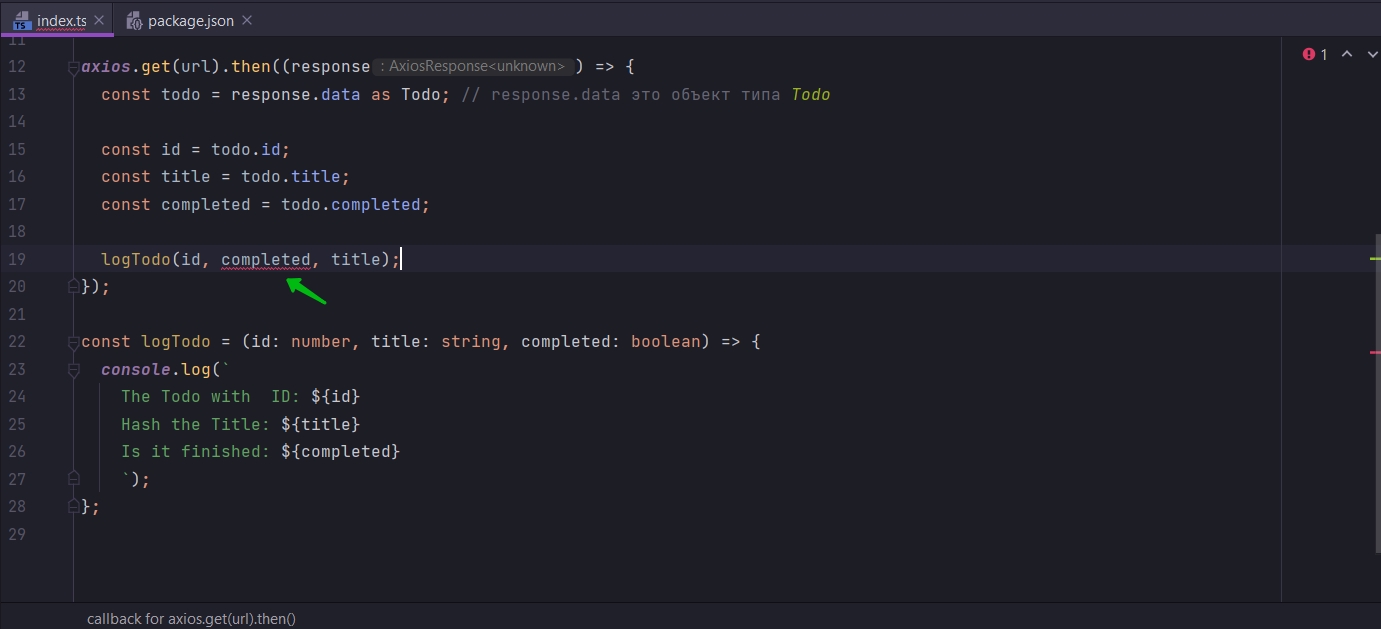 index.ts package.json
11
12 axios.get(url).then((response : AxiosResponse<unknown> ) => {
13 const todo = response.data as Todo; // response.data это объект типа Todo
14
15 const id = todo.id;
16 const title = todo.title;
17 const completed = todo.completed;
18
19 logTodo(id, completed, title);
20 });
21
22 const logTodo = (id: number, title: string, completed: boolean) => {
23 console.log(`
24 The Todo with  ID: ${id}
25 Hash the Title: ${title}
26 Is it finished: ${completed}
27 `);
28 };
29
1
callback for axios.get(url).then()